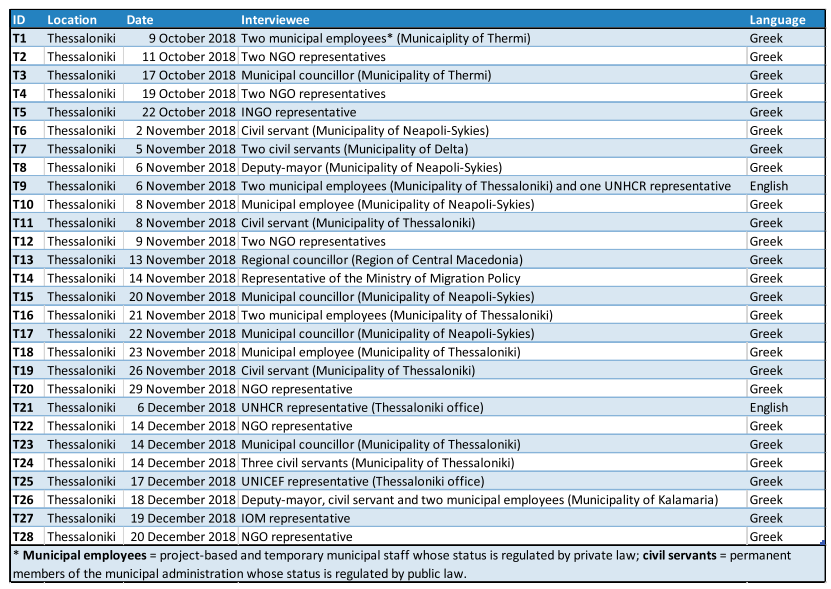 ID Location Date Interviewee Language
T1 Thessaloniki 9 October 2018 Two municipal employees* (Municaiplity of Thermi) Greek
T2 Thessaloniki 11 October 2018 Two NGO representatives Greek
T3 Thessaloniki 17 October 2018 Municipal councillor (Municipality of Thermi) Greek
T4 Thessaloniki 19 October 2018 Two NGO representatives Greek
T5 Thessaloniki 22 October 2018 INGO representative Greek
T6 Thessaloniki 2 November 2018 Civil servant (Municipality of Neapoli-Sykies) Greek
T7 Thessaloniki 5 November 2018 Two civil servants (Municipality of Delta) Greek
T8 Thessaloniki 6 November 2018 Deputy-mayor (Municipality of Neapoli-Sykies) Greek
T9 Thessaloniki 6 November 2018 Two municipal employees (Municipality of Thessaloniki) and one UNHCR representative English
T10 Thessaloniki 8 November 2018 Municipal employee (Municipality of Neapoli-Sykies) Greek
T11 Thessaloniki 8 November 2018 Civil servant (Municipality of Thessaloniki) Greek
T12 Thessaloniki 9 November 2018 Two NGO representatives Greek
T13 Thessaloniki 13 November 2018 Regional councillor (Region of Central Macedonia) Greek
T14 Thessaloniki 14 November 2018 Representative of the Ministry of Migration Policy Greek
T15 Thessaloniki 20 November 2018 Municipal councillor (Municipality of Neapoli-Sykies) Greek
T16 Thessaloniki 21 November 2018 Two municipal employees (Municipality of Thessaloniki) Greek
T17 Thessaloniki 22 November 2018 Municipal councillor (Municipality of Neapoli-Sykies) Greek
T18 Thessaloniki 23 November 2018 Municipal employee (Municipality of Thessaloniki) Greek
T19 Thessaloniki 26 November 2018 Civil servant (Municipality of Thessaloniki) Greek
T20 Thessaloniki 29 November 2018 NGO representative Greek
T21 Thessaloniki 6 December 2018 UNHCR representative (Thessaloniki office) English
T22 Thessaloniki 14 December 2018 NGO representative Greek
T23 Thessaloniki 14 December 2018 Municipal councillor (Municipality of Thessaloniki) Greek
T24 Thessaloniki 14 December 2018 Three civil servants (Municipality of Thessaloniki) Greek
T25 Thessaloniki 17 December 2018 UNICEF representative (Thessaloniki office) Greek
T26 Thessaloniki 18 December 2018 Deputy-mayor, civil servant and two municipal employees (Municipality of Kalamaria) Greek
T27 Thessaloniki 19 December 2018 IOM representative Greek
T28 Thessaloniki 20 December 2018 NGO representative Greek
* Municipal employees = project-based and temporary municipal staff whose status is regulated by private law; civil servants = permanent
members of the municipal administration whose status is regulated by public law.